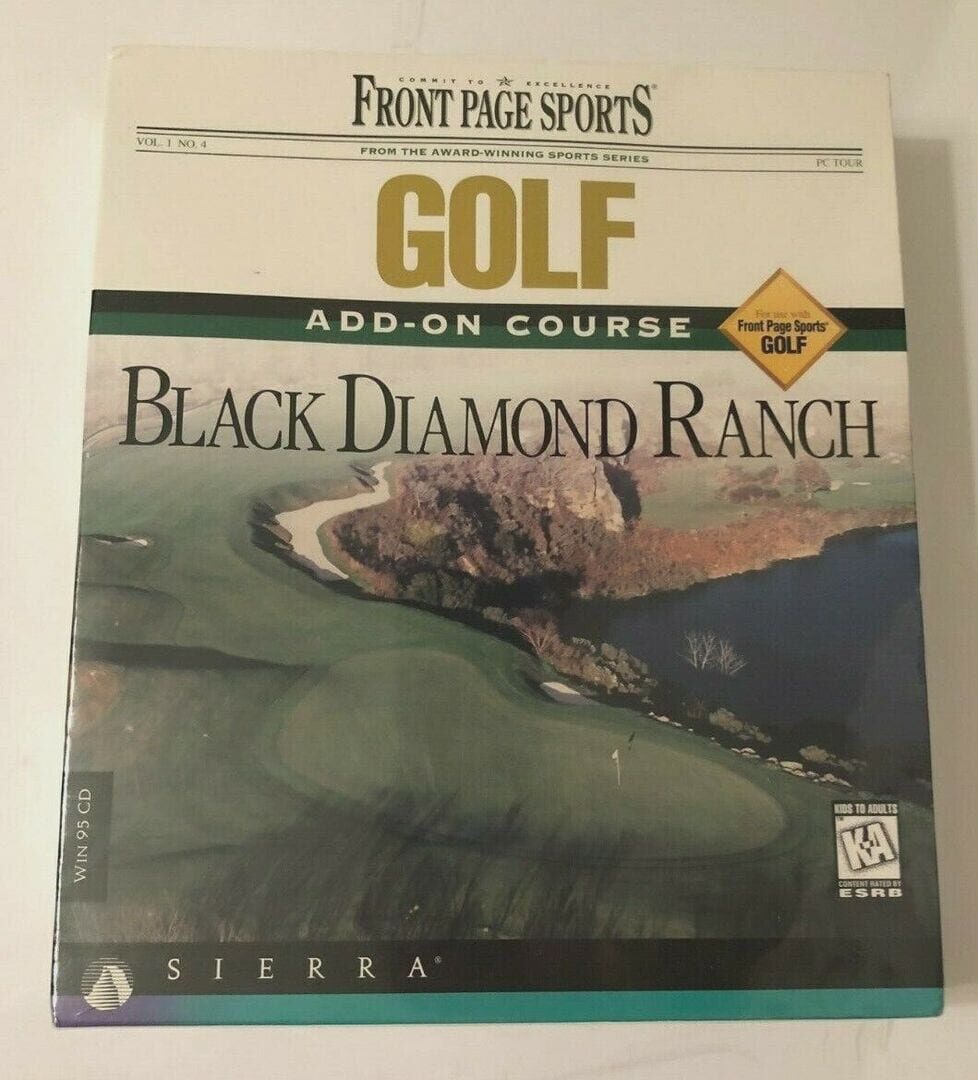 COMMIT TO EXCELLENCE
FRONT PAGE SPORTS®
VOL. 1 NO. 4
FROM THE AWARD-WINNING SPORTS SERIES
PC TOUR
GOLF
ADD-ON COURSE
For use with
Front Page Sports®
GOLF
BLACK DIAMOND RANCH
WIN 95 CD
KIDS TO ADULTS
K-A
CONTENT RATED BY
ESRB
SIERRA®